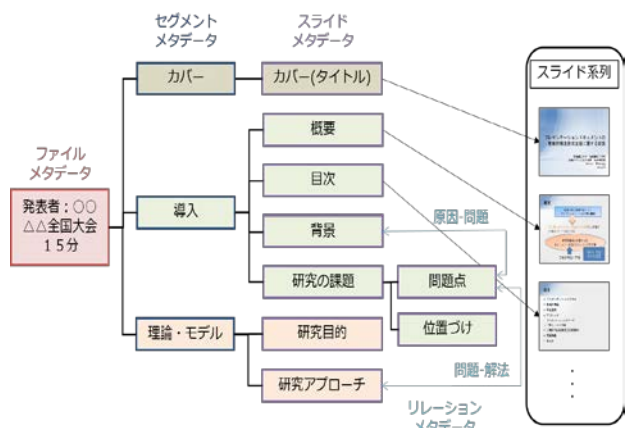 セグメント
メタデータ
スライド
メタデータ
スライド系列
カバー
カバー(タイトル)
概要
ファイル
メタデータ
目次
発表者：○○
△△全国大会
１５分
導入
背景
原因-問題
研究の課題
問題点
位置づけ
理論・モデル
研究目的
問題-解法
研究アプローチ
リレーション
メタデータ